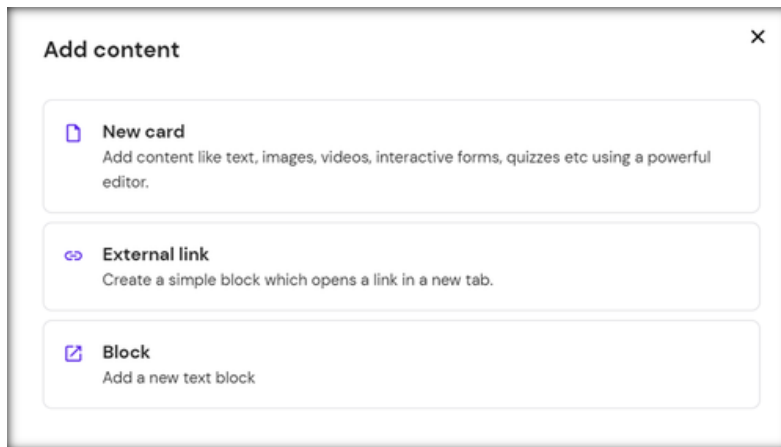 Add content
New card
Add content like text, images, videos, interactive forms, quizzes etc using a powerful
editor.
External link
Create a simple block which opens a link in a new tab.
Block
Add a new text block